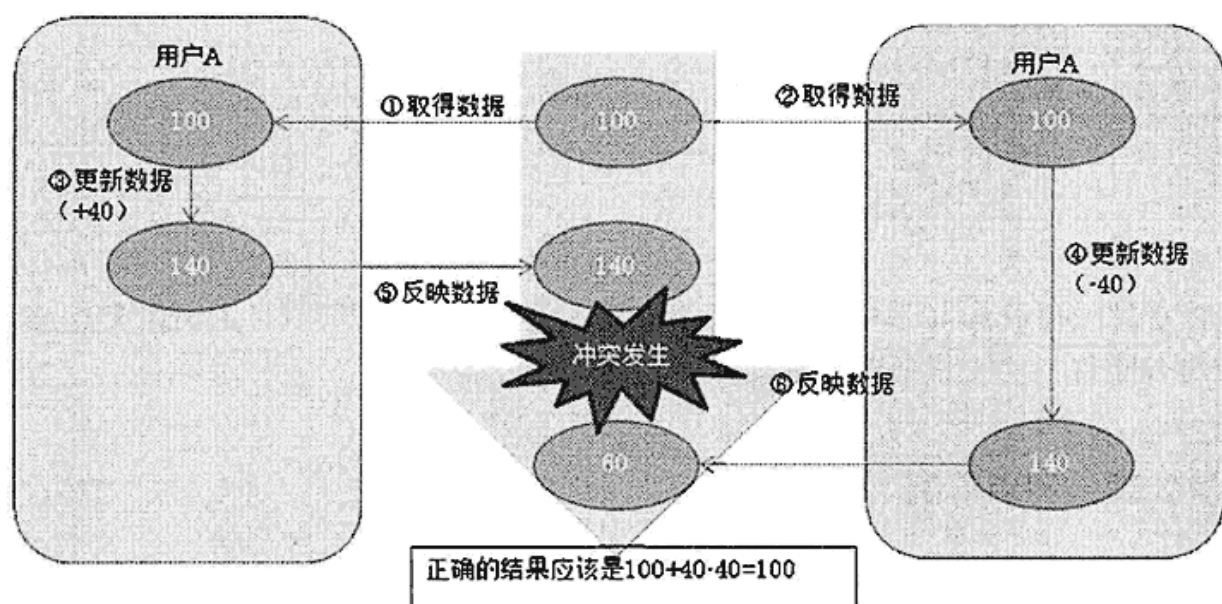 用户A
用户A
100
①取得数据
100
②取得数据
100
③更新数据
(+40)
140
⑤反映数据
140
④更新数据
(-40)
冲突发生
⑥反映数据
60
140
正确的结果应该是100+40-40=100